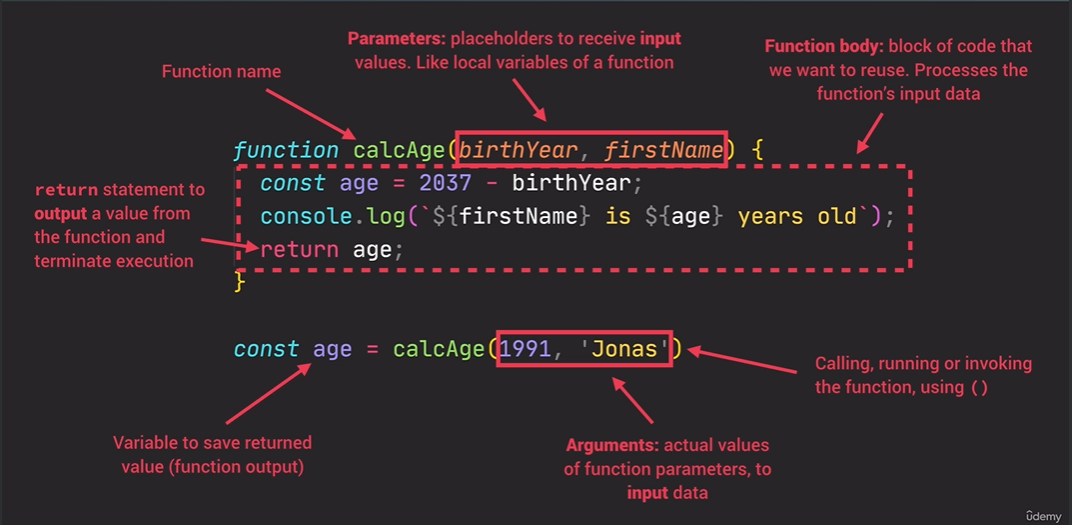 Parameters: placeholders to receive input
values. Like local variables of a function
Function name
Function body: block of code that
we want to reuse. Processes the
function's input data
function calcAge(birthYear, firstName) {
const age = 2037 - birthYear;
console.log(`${firstName} is ${age} years old`);
return age;
}
return statement to
output a value from
the function and
terminate execution
const age = calcAge(1991, 'Jonas')
Calling, running or invoking
the function, using ()
Variable to save returned
value (function output)
Arguments: actual values
of function parameters, to
input data
ûdemy